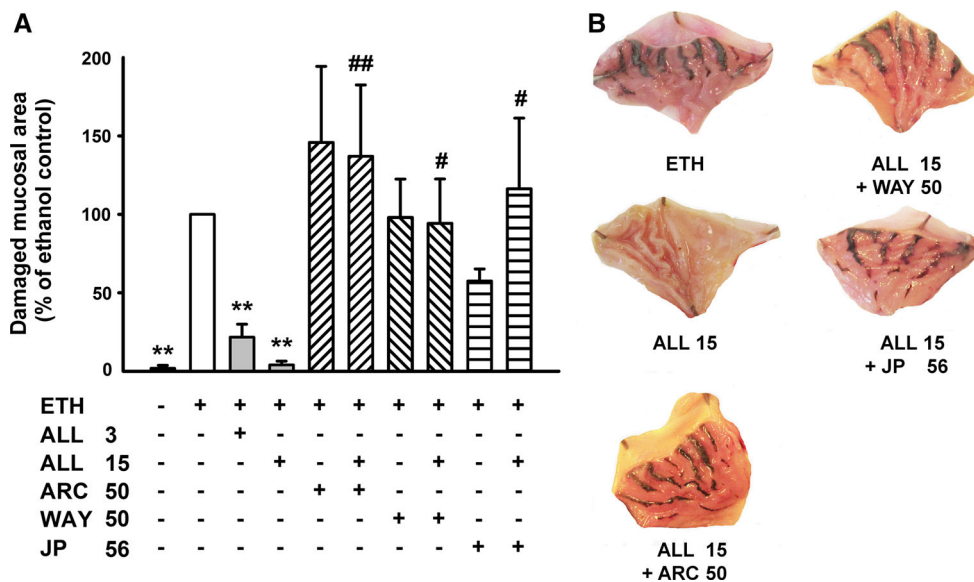 A
Damaged mucosal area
(% of ethanol control)
200
150
100
50
0
**
**
**
##
#
#
ETH - + + + + + + + + +
ALL 3 - - + - - - - - - -
ALL 15 - - - + - + - + - +
ARC 50 - - - - + + - - - -
WAY 50 - - - - - - + + - -
JP 56 - - - - - - - - + +
B
ETH
ALL 15
+ WAY 50
ALL 15
ALL 15
+ JP 56
ALL 15
+ ARC 50